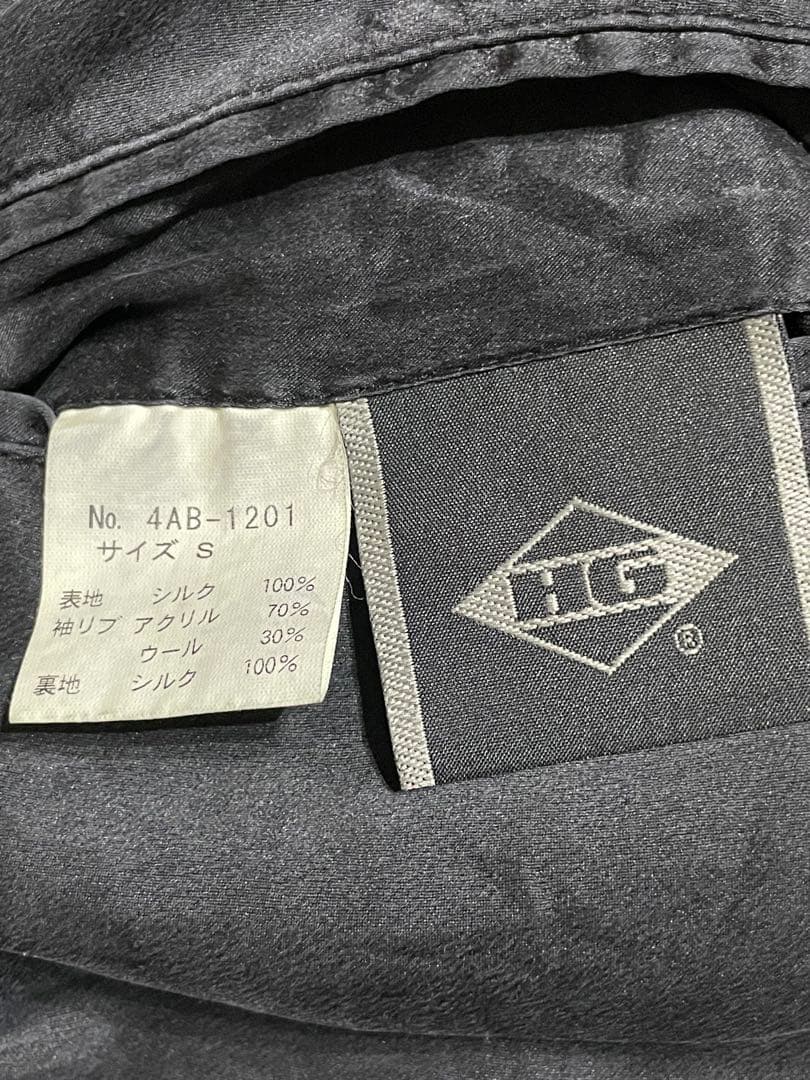 No. 4AB-1201
サイズ S
表地 シルク 100%
袖リブ アクリル 70%
ウール 30%
裏地 シルク 100%
HG
®